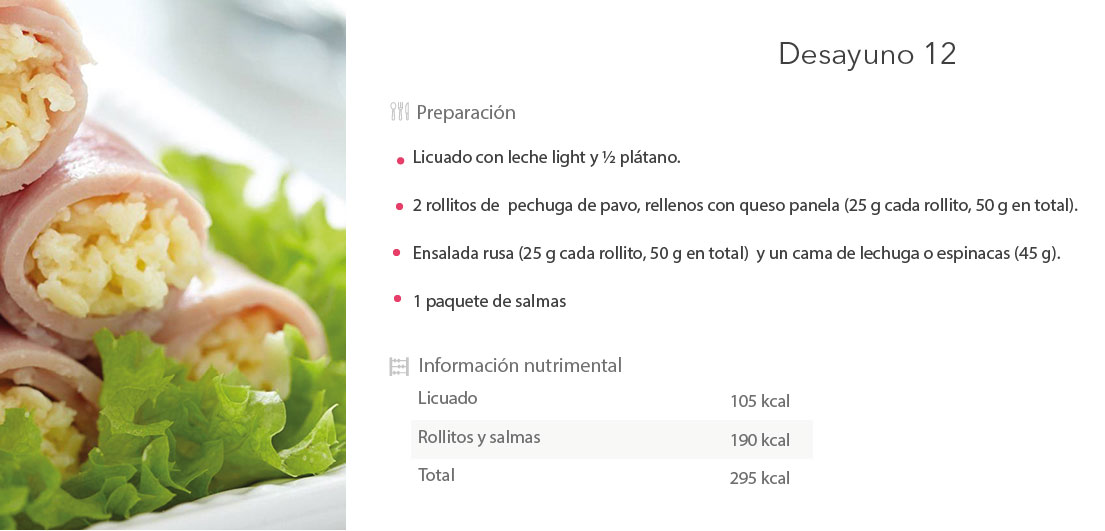 Desayuno 12
Preparación
Licuado con leche light y ½ plátano.
2 rollitos de pechuga de pavo, rellenos con queso panela (25 g cada rollito, 50 g en total).
Ensalada rusa (25 g cada rollito, 50 g en total) y un cama de lechuga o espinacas (45 g).
1 paquete de salmas
Información nutrimental
Licuado 105 kcal
Rollitos y salmas 190 kcal
Total 295 kcal